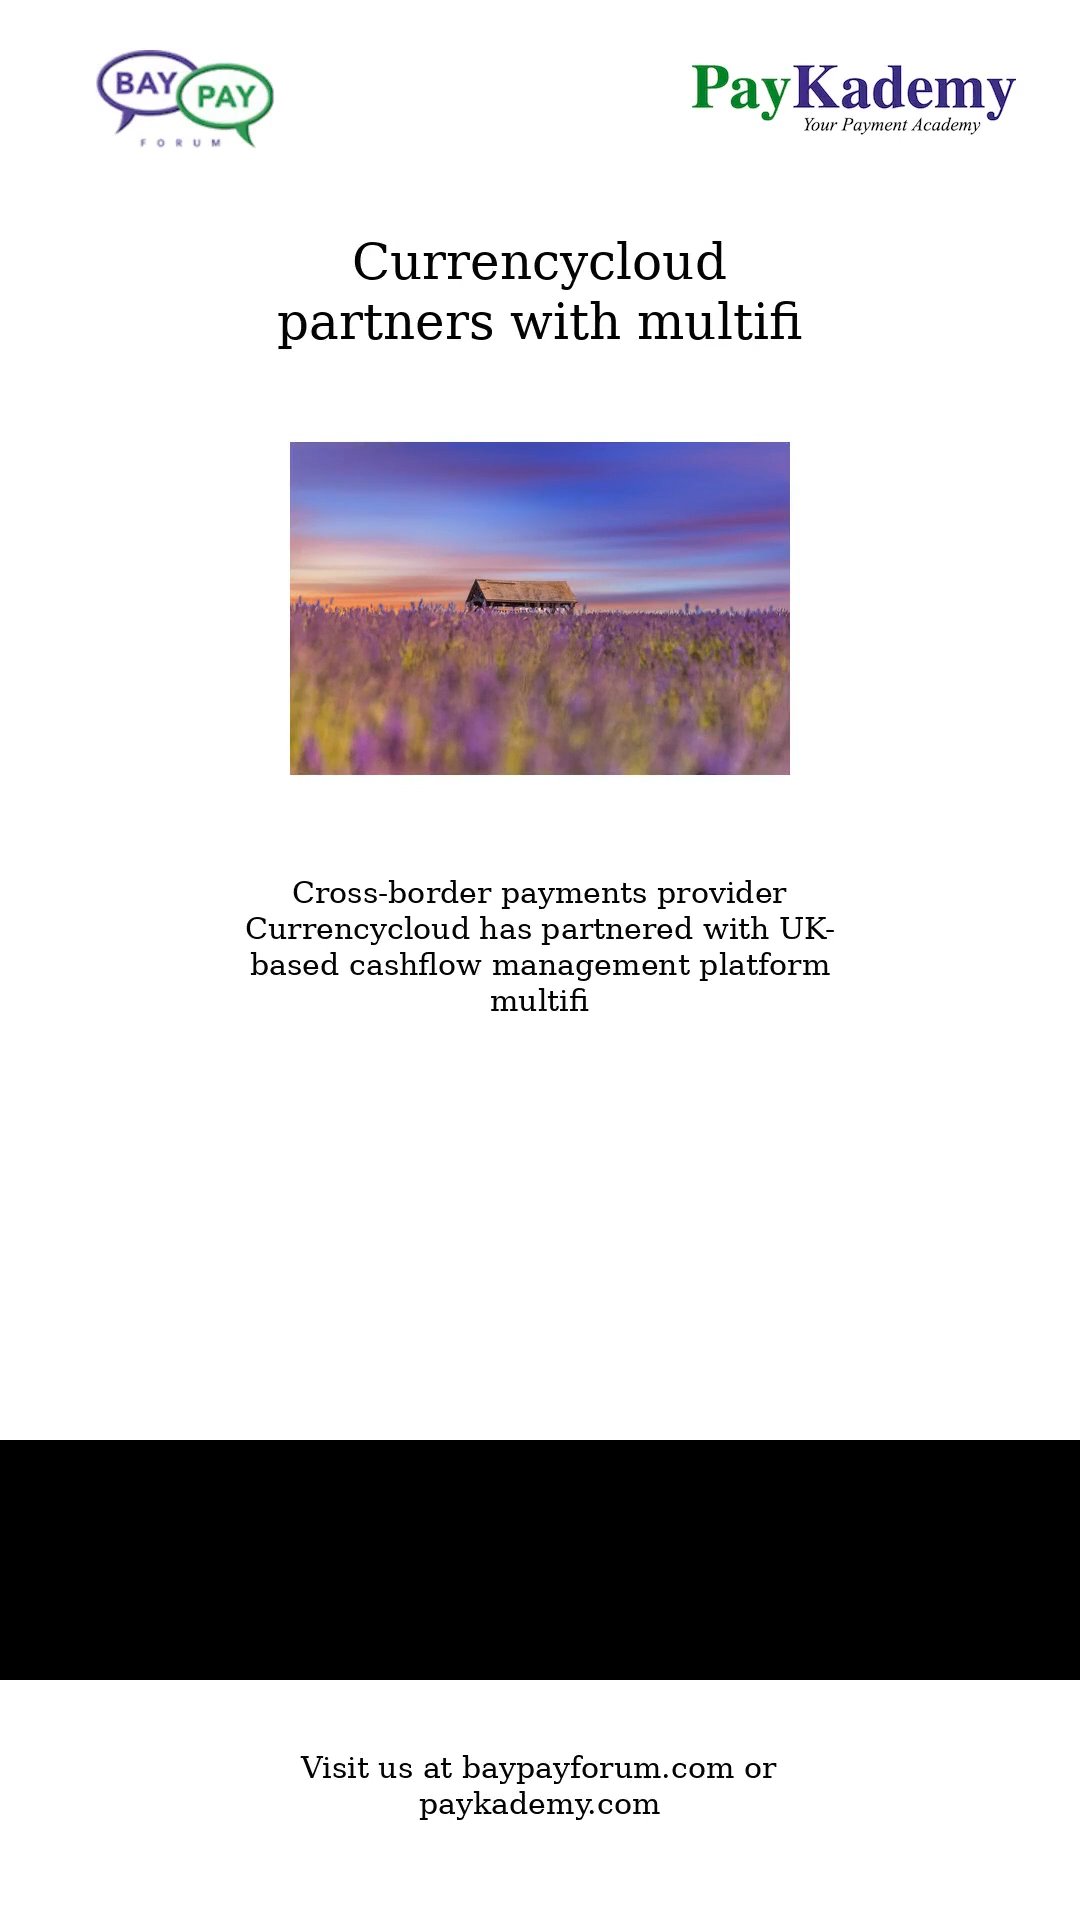 BAY PAY
FORUM
PayKademy
Your Payment Academy
Currencycloud
partners with multifi
Cross-border payments provider
Currencycloud has partnered with UK-
based cashflow management platform
multifi
Visit us at baypayforum.com or
paykademy.com